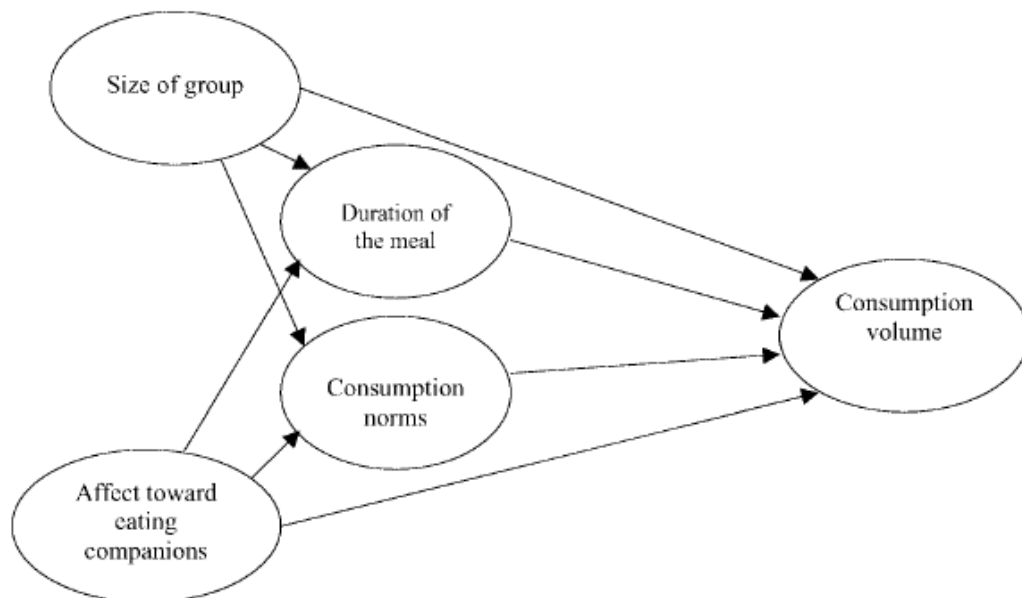 Size of group
Duration of
the meal
Consumption
volume
Consumption
norms
Affect toward
eating
companions